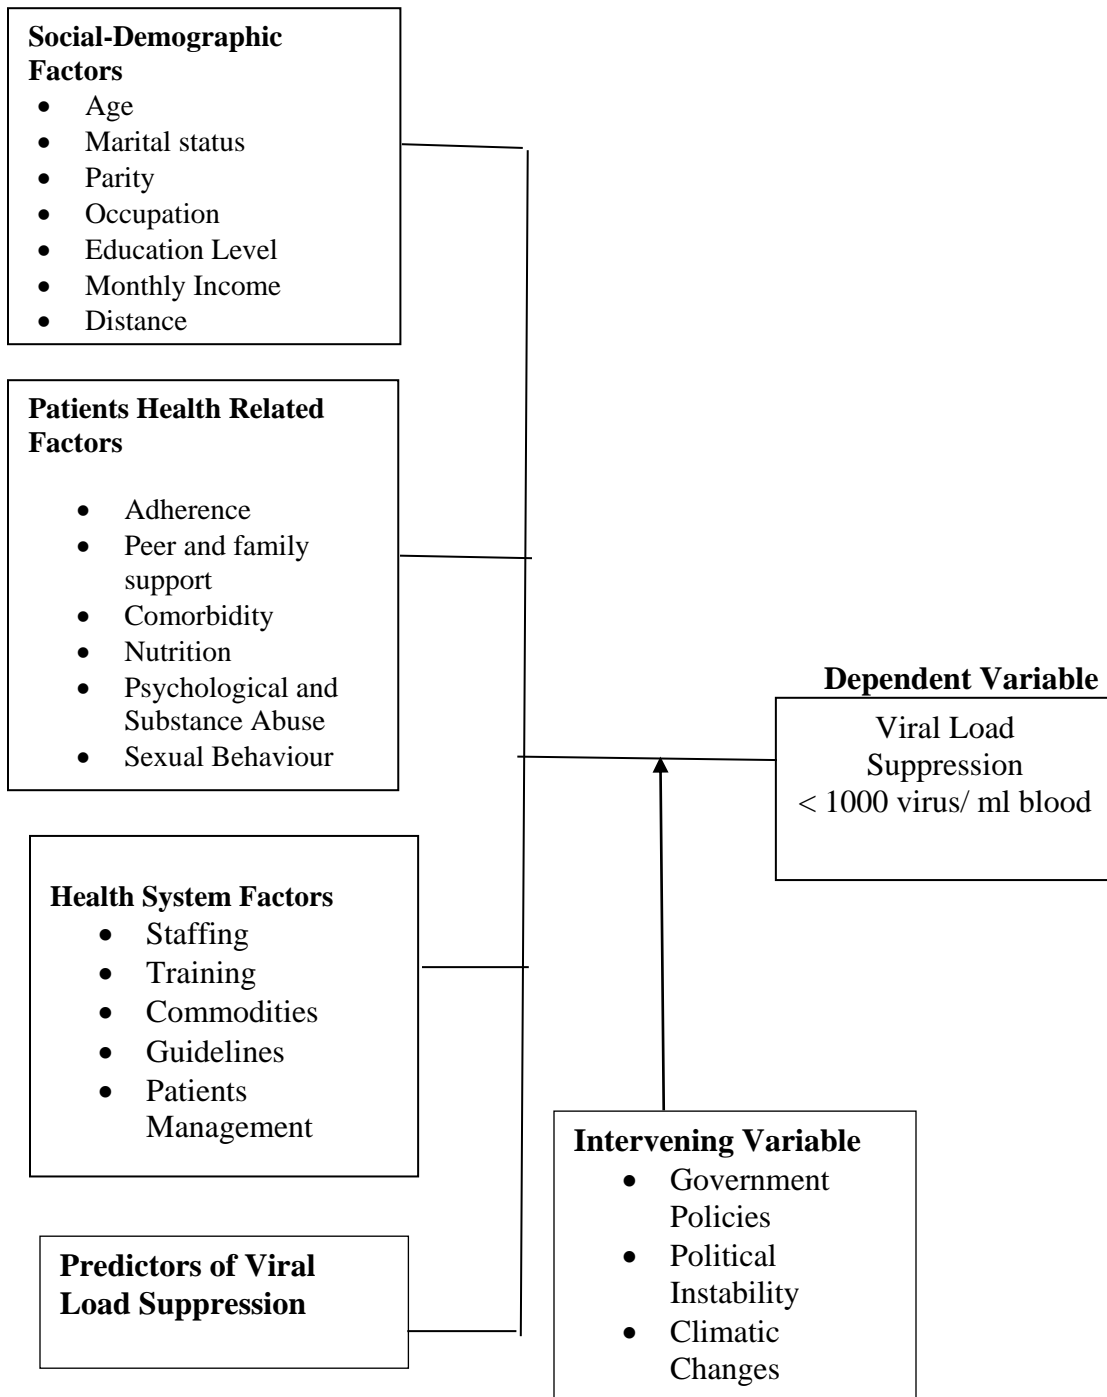 Social-Demographic
Factors
• Age
• Marital status
• Parity
• Occupation
• Education Level
• Monthly Income
• Distance
Patients Health Related
Factors
• Adherence
• Peer and family
support
• Comorbidity
• Nutrition
• Psychological and
Substance Abuse
• Sexual Behaviour
Health System Factors
• Staffing
• Training
• Commodities
• Guidelines
• Patients
Management
Predictors of Viral
Load Suppression
Dependent Variable
Viral Load
Suppression
< 1000 virus/ ml blood
Intervening Variable
• Government
Policies
• Political
Instability
• Climatic
Changes